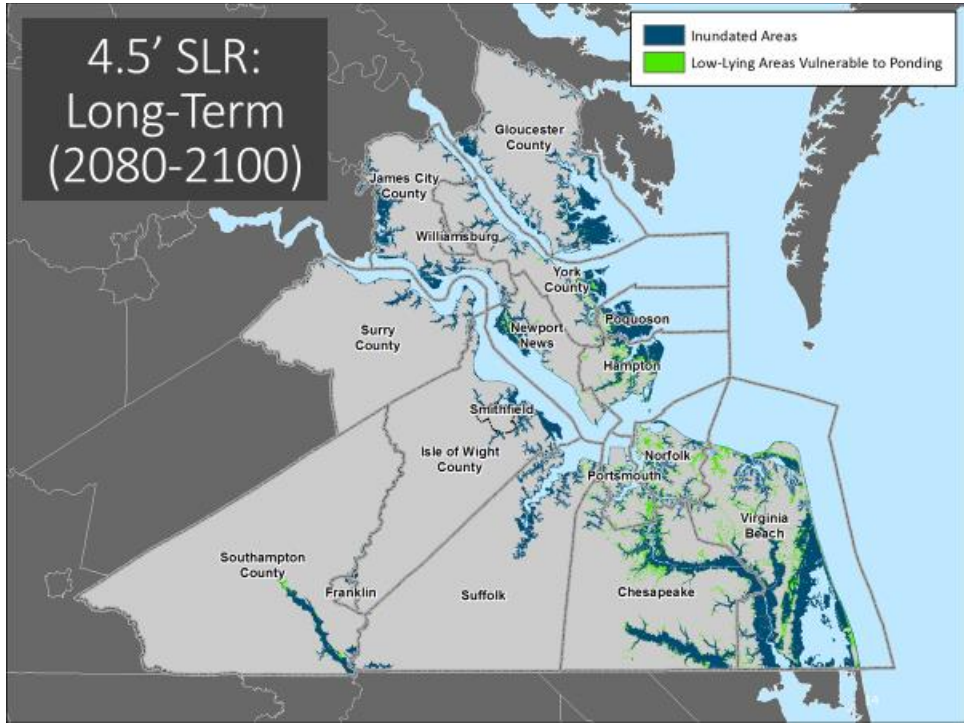 4.5’ SLR:
Long-Term
(2080-2100)
Inundated Areas
Low-Lying Areas Vulnerable to Ponding
Gloucester
County
James City
County
Williamsburg
York
County
Poquoson
Surry
County
Newport
News
Hampton
Smithfield
Isle of Wight
County
Norfolk
Portsmouth
Virginia
Beach
Southampton
County
Franklin
Suffolk
Chesapeake
14